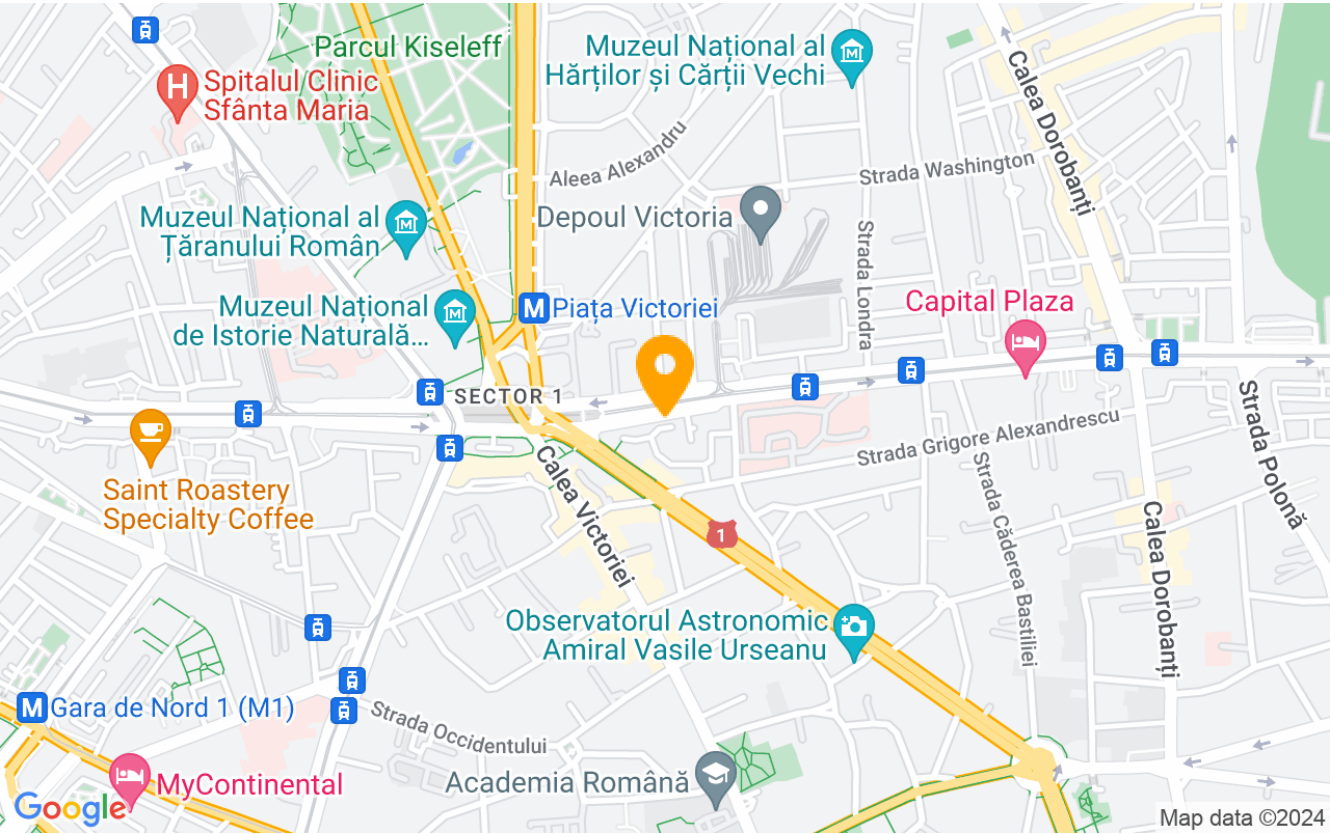 Parcul Kiseleff
Muzeul Național al
Hărților și Cărții Vechi
H
Spitalul Clinic
Sfânta Maria
Calea Dorobanți
Aleea Alexandru
Strada Washington
Muzeul Național al
Țăranului Român
Depoul Victoria
Strada Londra
Muzeul Național
de Istorie Naturală...
M Piața Victoriei
Capital Plaza
SECTOR 1
Strada Grigore Alexandrescu
Strada Polonă
Saint Roastery
Specialty Coffee
Calea Victoriei
Strada Căderea Bastiliei
1
Calea Dorobanți
Observatorul Astronomic
Amiral Vasile Urseanu
M Gara de Nord 1 (M1)
Strada Occidentului
MyContinental
Academia Română
Google
Map data ©2024